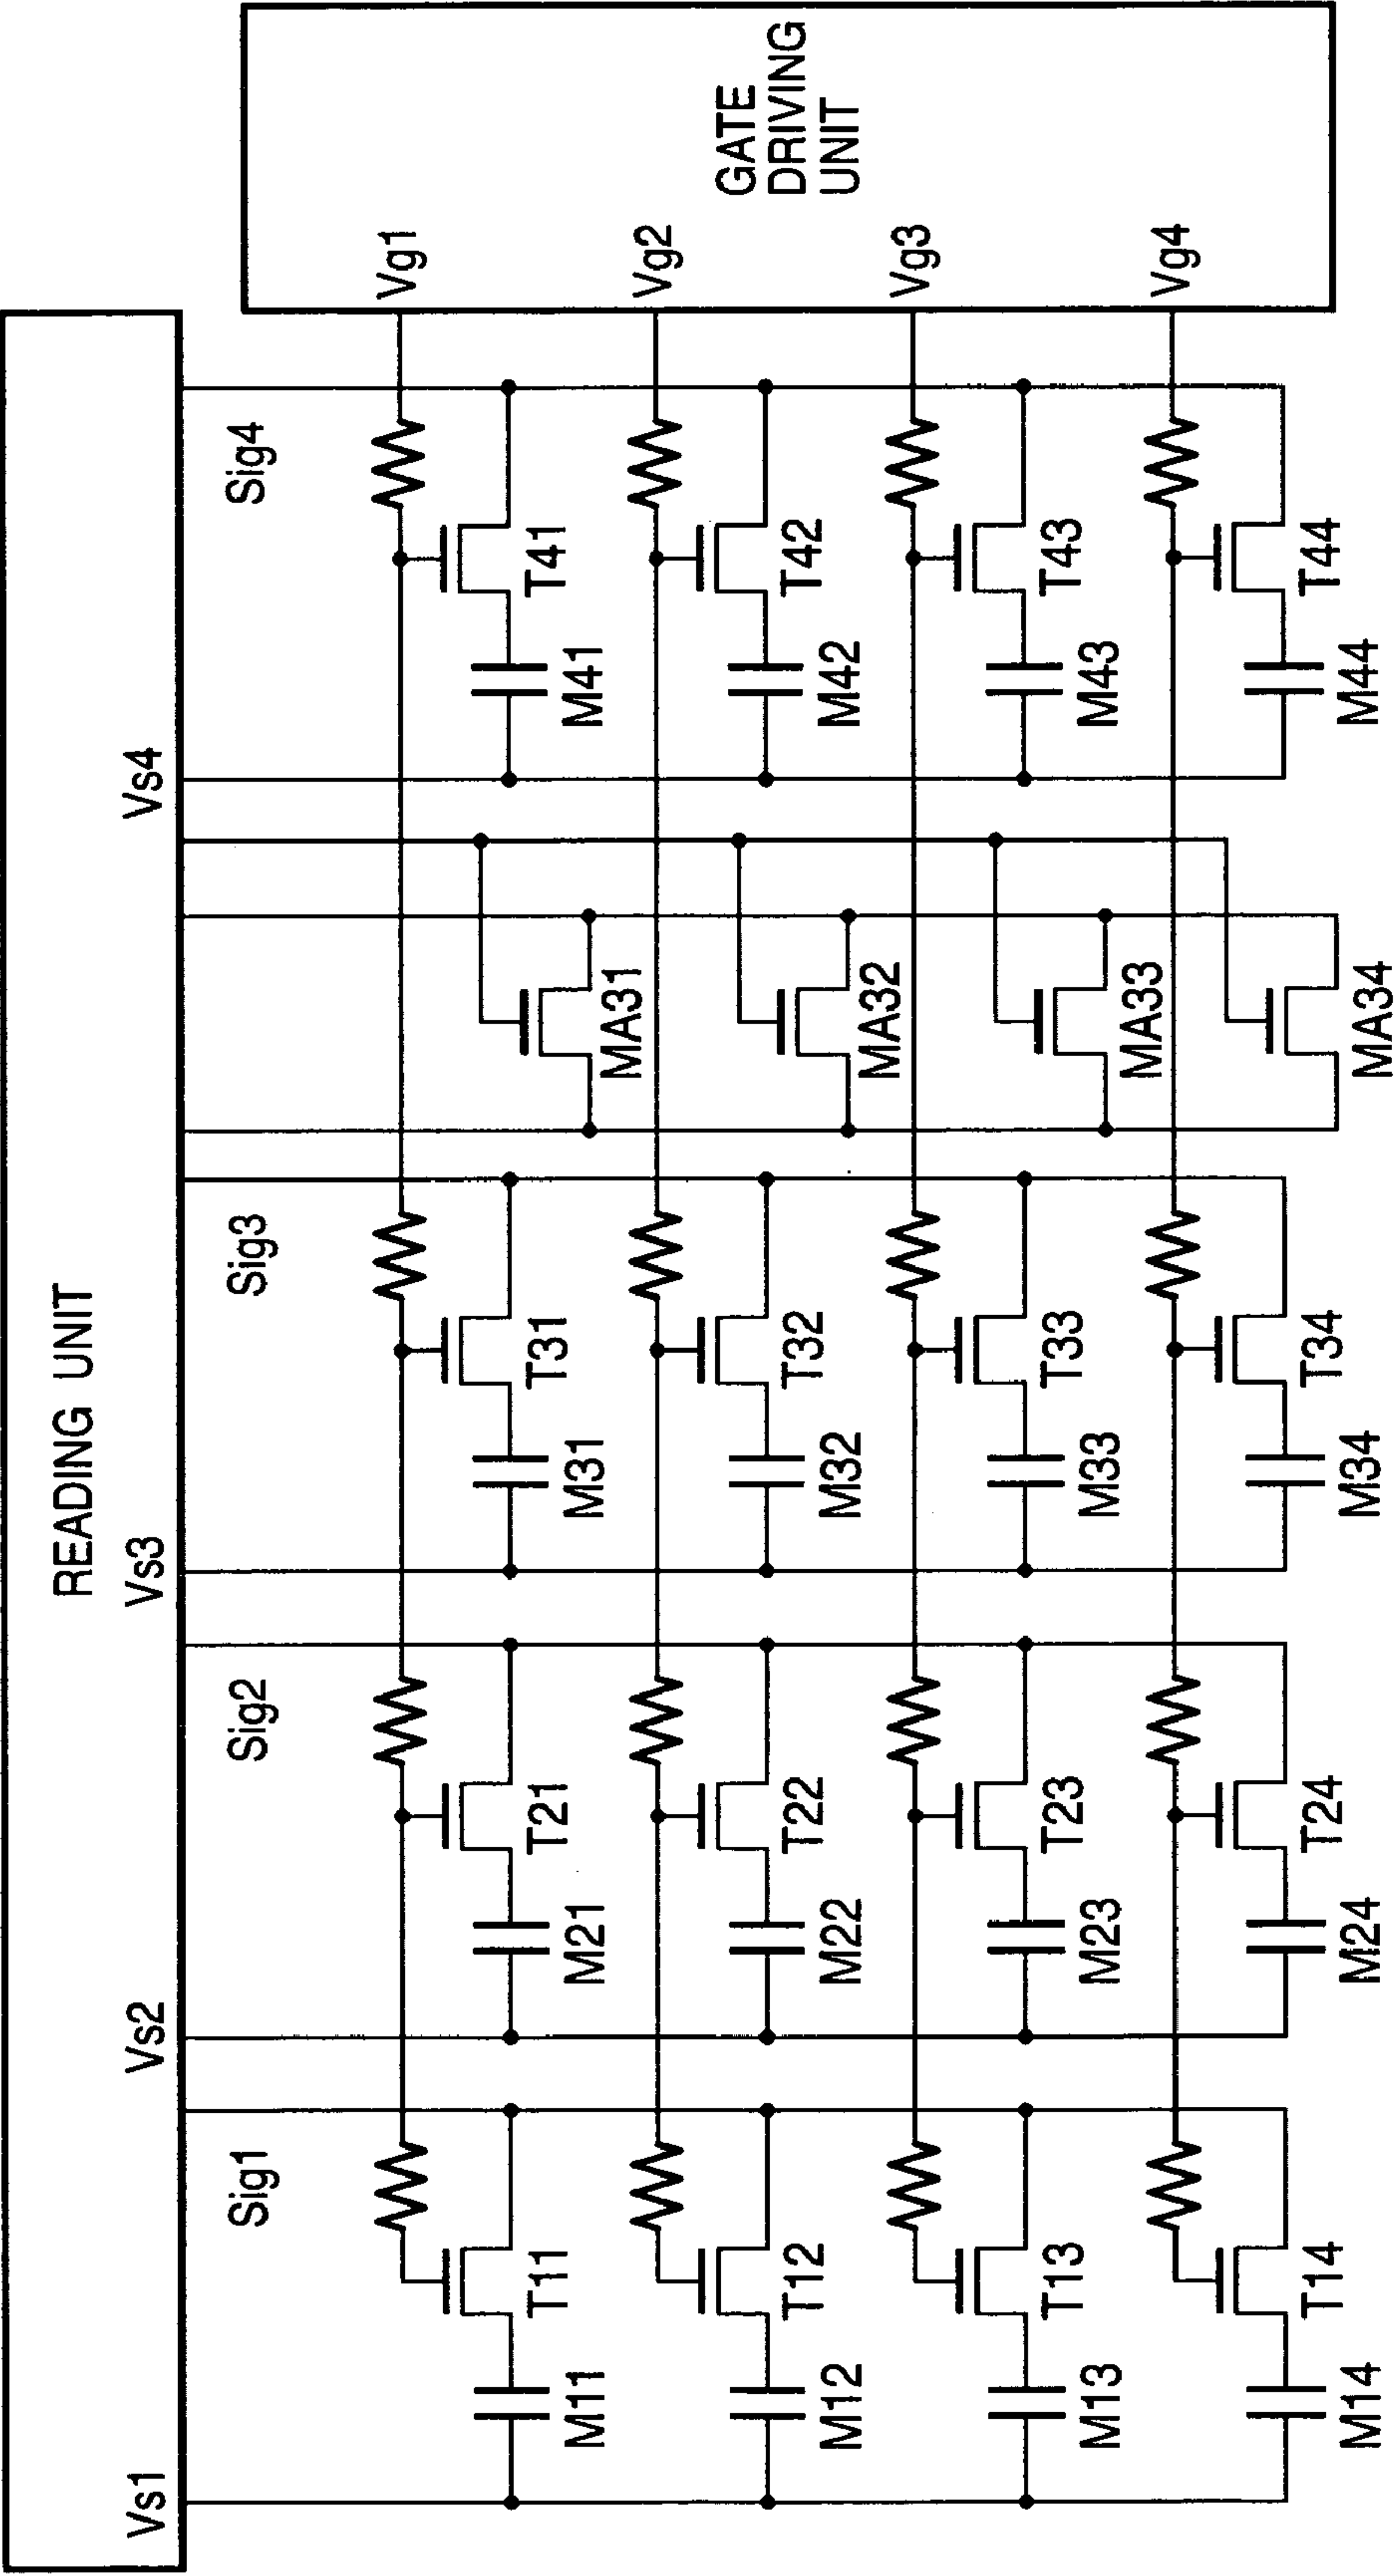 READING UNIT
Vs1
Vs2
Vs3
Vs4
Sig1
Sig2
Sig3
Sig4
GATE
DRIVING
UNIT
Vg1
Vg2
Vg3
Vg4
M11
T11
M21
T21
M31
T31
MA31
M41
T41
M12
T12
M22
T22
M32
T32
MA32
M42
T42
M13
T13
M23
T23
M33
T33
MA33
M43
T43
M14
T14
M24
T24
M34
T34
MA34
M44
T44